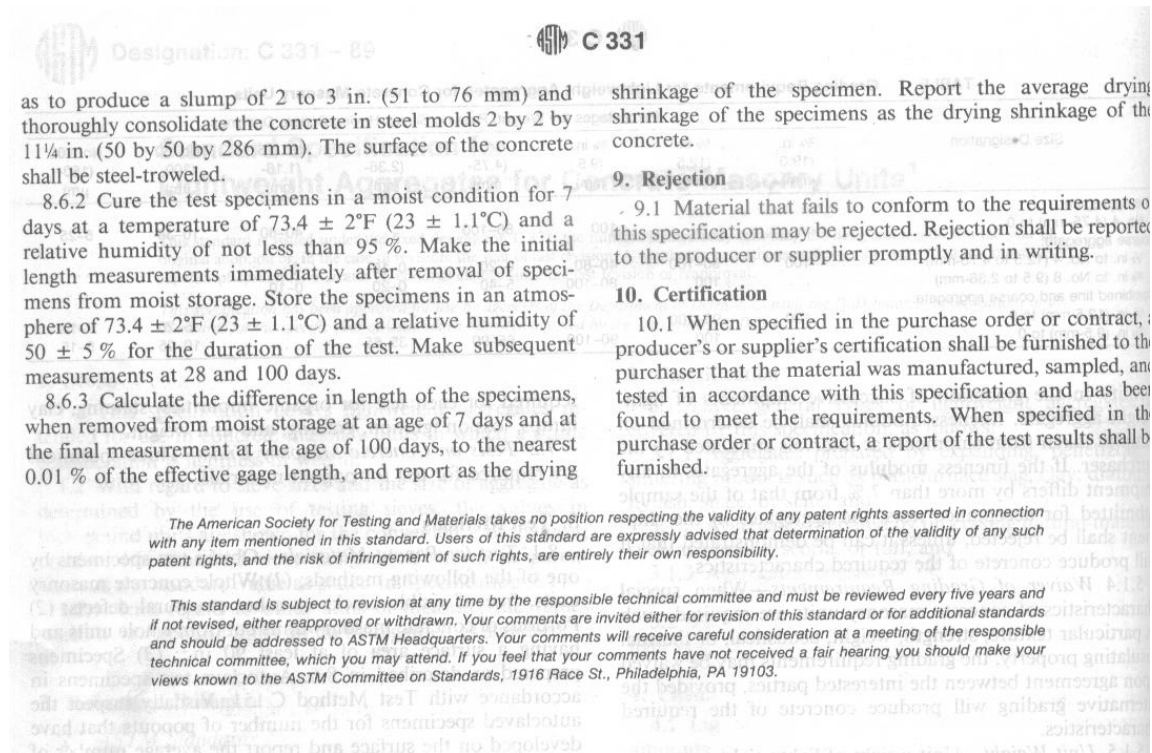 ASTM C 331
as to produce a slump of 2 to 3 in. (51 to 76 mm) and
thoroughly consolidate the concrete in steel molds 2 by 2 by
11¼ in. (50 by 50 by 286 mm). The surface of the concrete
shall be steel-troweled.
8.6.2 Cure the test specimens in a moist condition for 7
days at a temperature of 73.4 ± 2°F (23 ± 1.1°C) and a
relative humidity of not less than 95 %. Make the initial
length measurements immediately after removal of speci-
mens from moist storage. Store the specimens in an atmos-
phere of 73.4 ± 2°F (23 ± 1.1°C) and a relative humidity of
50 ± 5 % for the duration of the test. Make subsequent
measurements at 28 and 100 days.
8.6.3 Calculate the difference in length of the specimens,
when removed from moist storage at an age of 7 days and at
the final measurement at the age of 100 days, to the nearest
0.01 % of the effective gage length, and report as the drying
shrinkage of the specimen. Report the average drying
shrinkage of the specimens as the drying shrinkage of the
concrete.
9. Rejection
9.1 Material that fails to conform to the requirements o
this specification may be rejected. Rejection shall be reported
to the producer or supplier promptly and in writing.
10. Certification
10.1 When specified in the purchase order or contract, a
producer's or supplier's certification shall be furnished to the
purchaser that the material was manufactured, sampled, and
tested in accordance with this specification and has been
found to meet the requirements. When specified in the
purchase order or contract, a report of the test results shall b
furnished.
The American Society for Testing and Materials takes no position respecting the validity of any patent rights asserted in connection
with any item mentioned in this standard. Users of this standard are expressly advised that determination of the validity of any such
patent rights, and the risk of infringement of such rights, are entirely their own responsibility.
This standard is subject to revision at any time by the responsible technical committee and must be reviewed every five years and
if not revised, either reapproved or withdrawn. Your comments are invited either for revision of this standard or for additional standards
and should be addressed to ASTM Headquarters. Your comments will receive careful consideration at a meeting of the responsible
technical committee, which you may attend. If you feel that your comments have not received a fair hearing you should make your
views known to the ASTM Committee on Standards, 1916 Race St., Philadelphia, PA 19103.